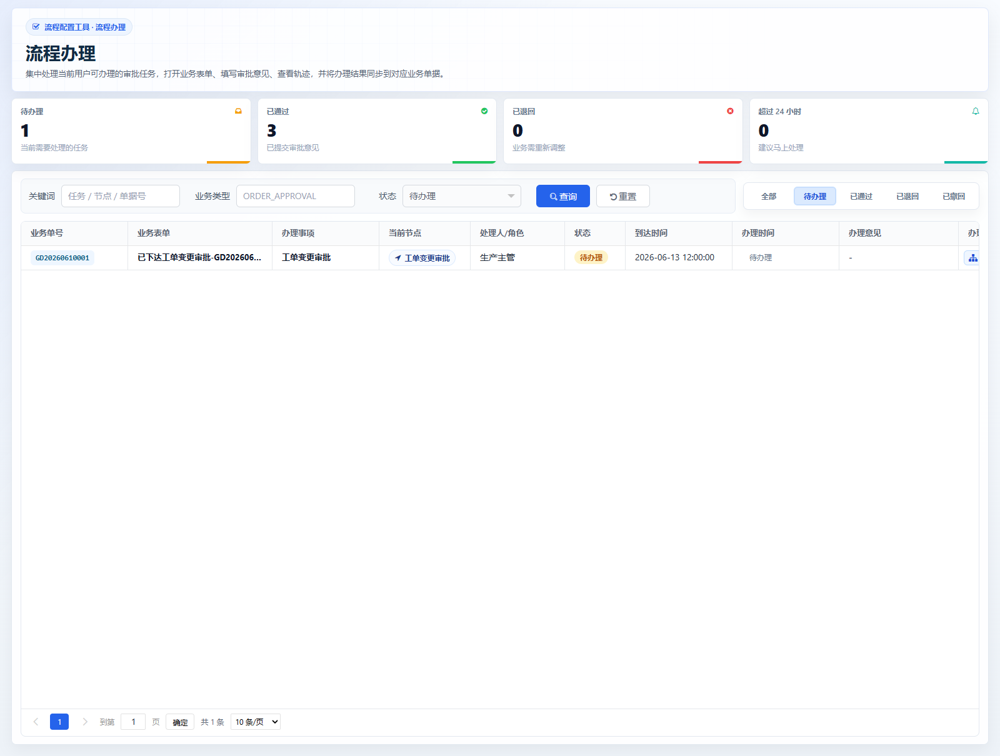 流程配置工具 · 流程办理
流程办理
集中处理当前用户可办理的审批任务，打开业务表单、填写审批意见、查看轨迹，并将办理结果同步到对应业务单据。
待办理
1
当前需要处理的任务
已通过
3
已提交审批意见
已退回
0
业务需重新调整
超过 24 小时
0
建议马上处理
关键词 任务 / 节点 / 单据号 业务类型 ORDER_APPROVAL 状态 待办理 查询 重置
全部 待办理 已通过 已退回 已撤回
业务单号 业务表单 办理事项 当前节点 处理人/角色 状态 到达时间 办理时间 办理意见 办
GD20260610001 已下达工单变更审批-GD202606... 工单变更审批 工单变更审批 生产主管 待办理 2026-06-13 12:00:00 待办理 -
1 到第 1 页 确定 共 1 条 10 条/页